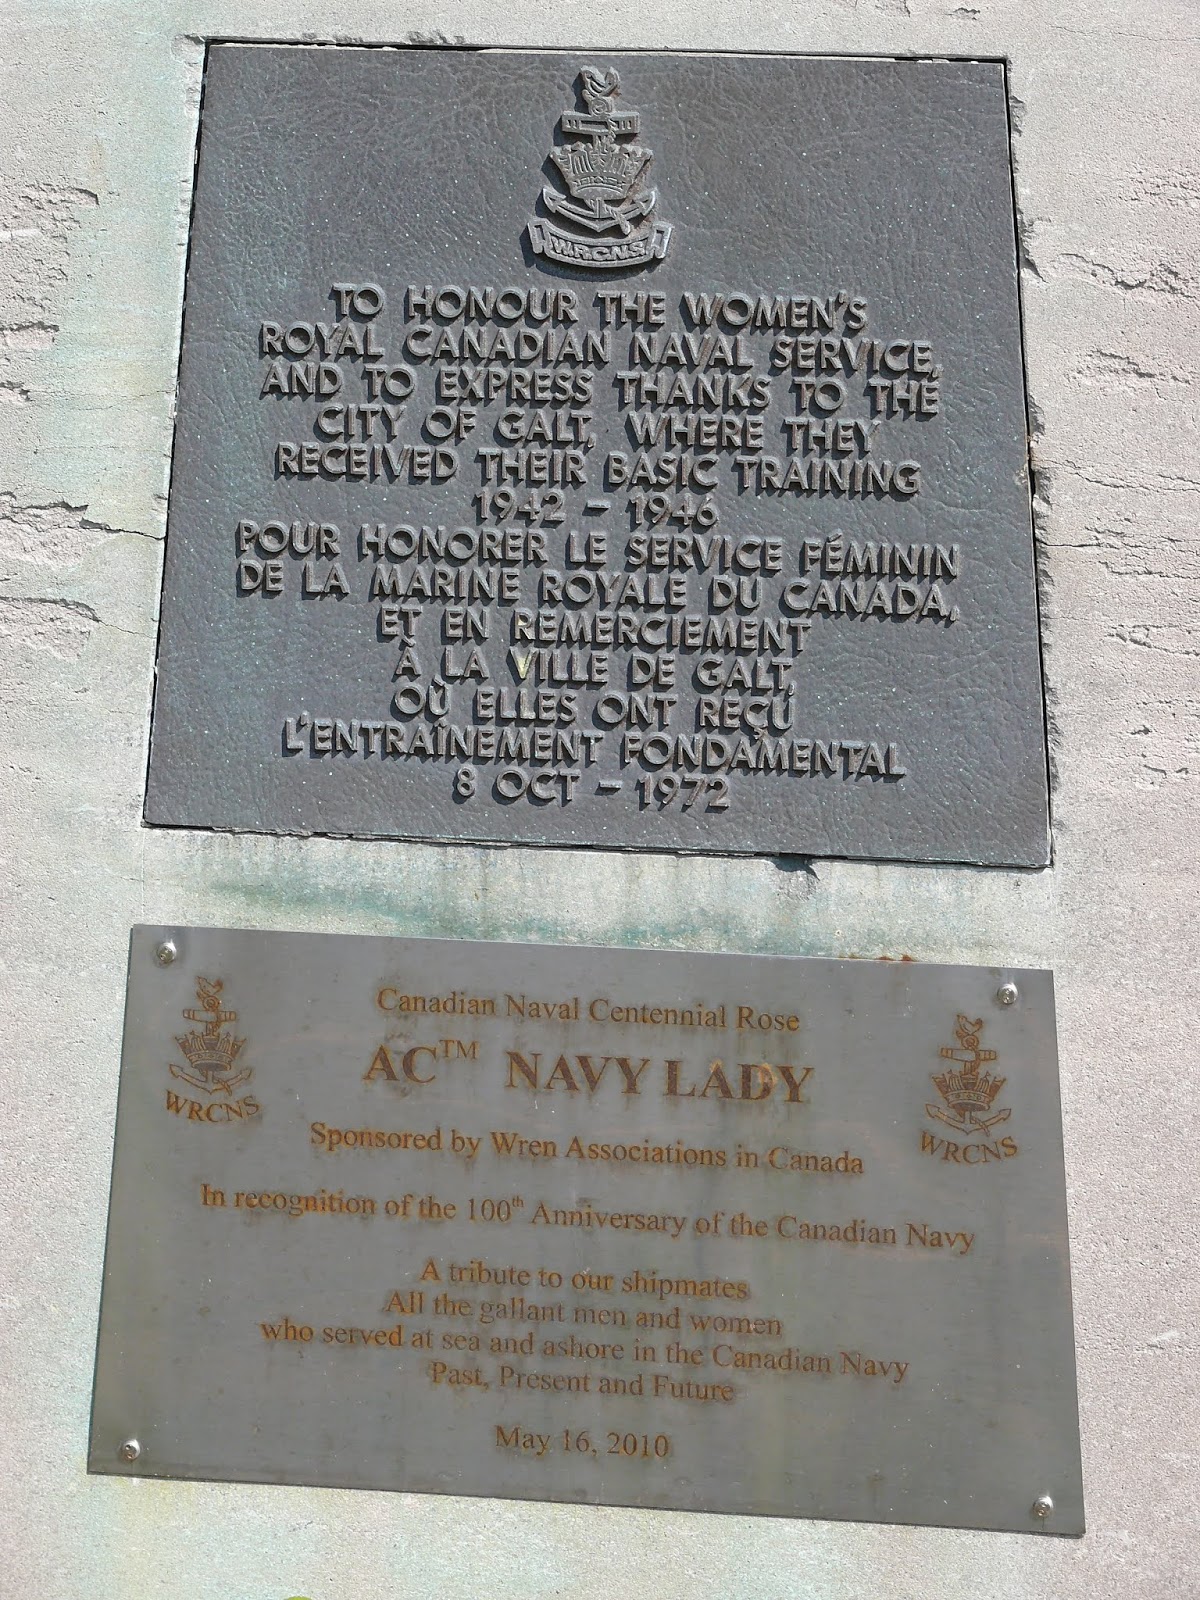 W.R.C.N.S.
TO HONOUR THE WOMEN'S
ROYAL CANADIAN NAVAL SERVICE,
AND TO EXPRESS THANKS TO THE
CITY OF GALT, WHERE THEY
RECEIVED THEIR BASIC TRAINING
1942 - 1946
POUR HONORER LE SERVICE FÉMININ
DE LA MARINE ROYALE DU CANADA,
ET EN REMERCIEMENT
À LA VILLE DE GALT,
OÙ ELLES ONT REÇU
L'ENTRAÎNEMENT FONDAMENTAL
8 OCT - 1972
Canadian Naval Centennial Rose
AC™ NAVY LADY
WRCNS
WRCNS
Sponsored by Wren Associations in Canada
In recognition of the 100th Anniversary of the Canadian Navy
A tribute to our shipmates
All the gallant men and women
who served at sea and ashore in the Canadian Navy
Past, Present and Future
May 16, 2010